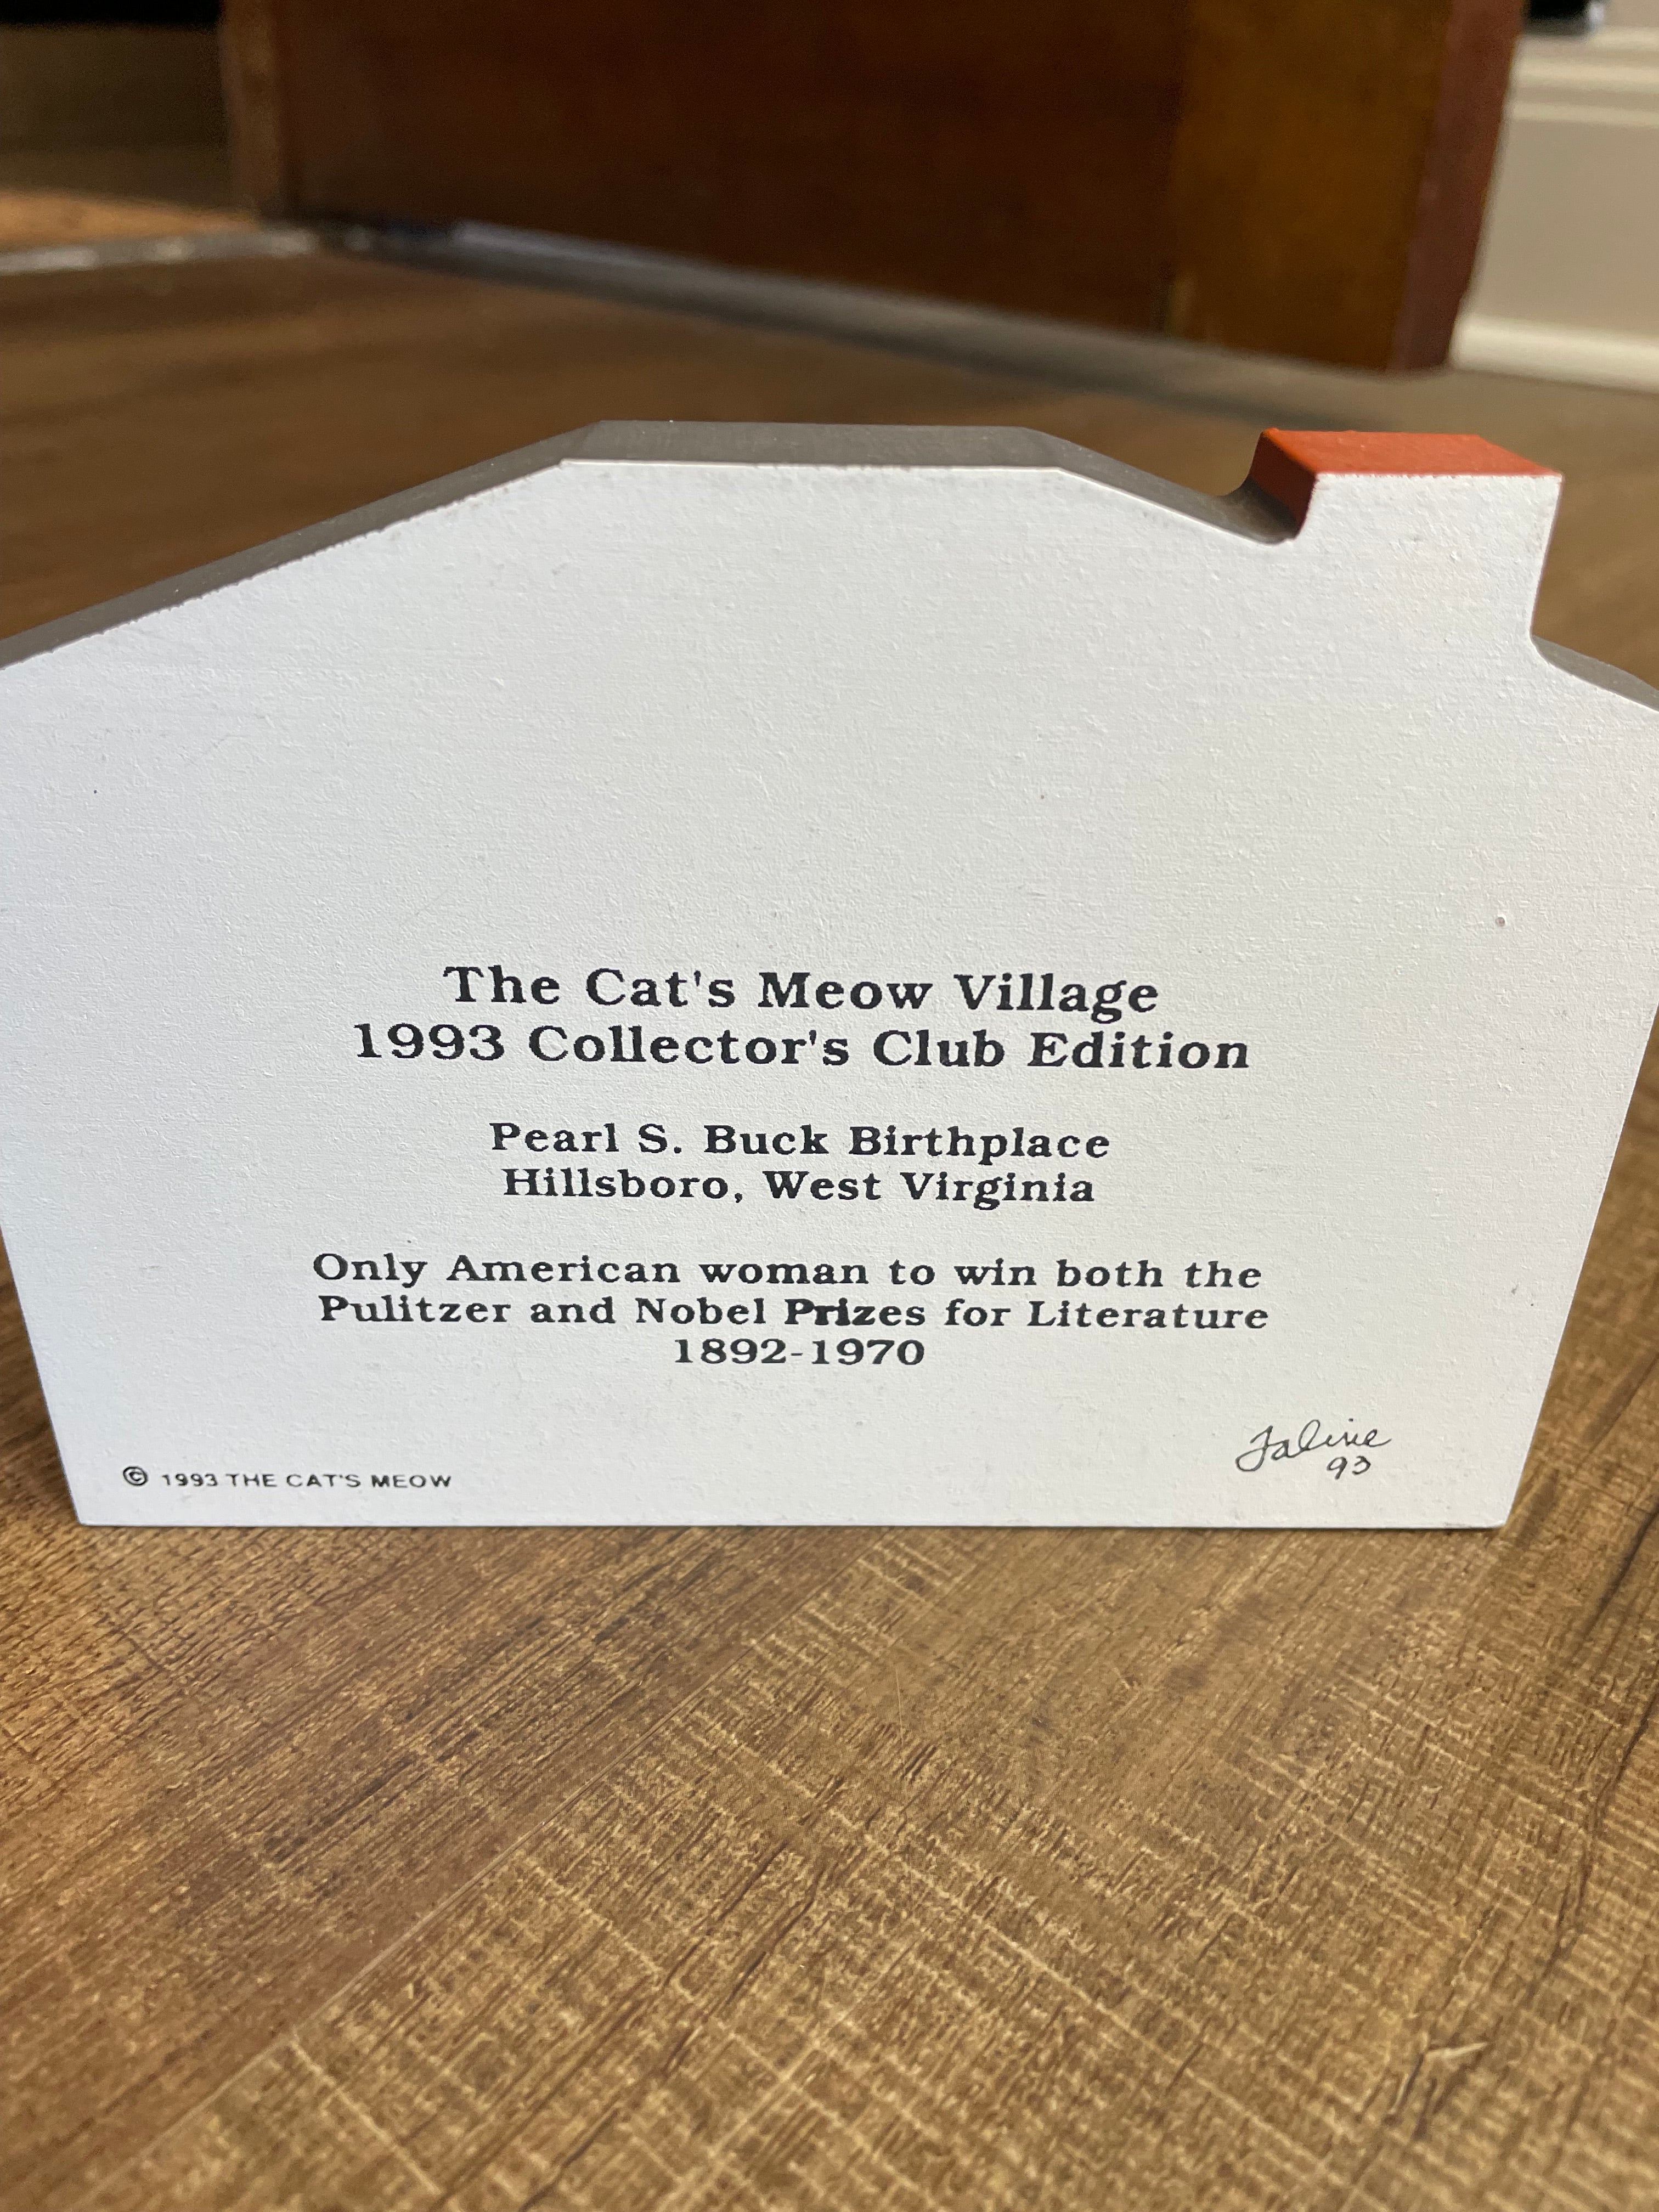 The Cat's Meow Village
1993 Collector's Club Edition
Pearl S. Buck Birthplace
Hillsboro, West Virginia
Only American woman to win both the
Pulitzer and Nobel Prizes for Literature
1892-1970
Faline
93
© 1993 THE CAT'S MEOW